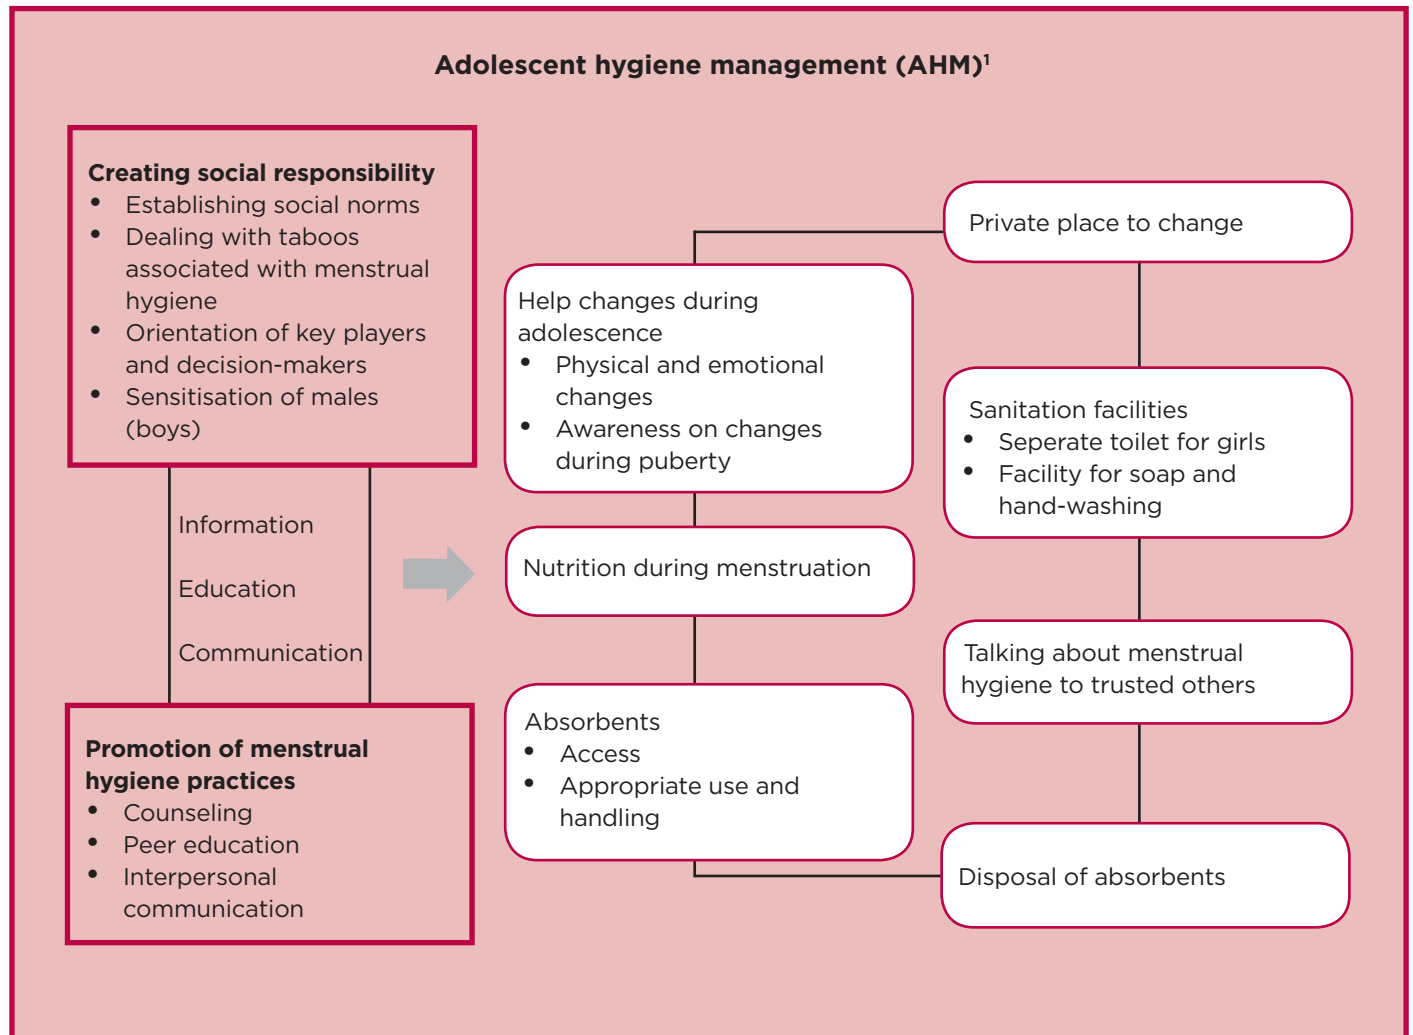 Adolescent hygiene management (AHM)¹
Creating social responsibility
• Establishing social norms
• Dealing with taboos
associated with menstrual
hygiene
• Orientation of key players
and decision-makers
• Sensitisation of males
(boys)
Information
Education
Communication
Promotion of menstrual
hygiene practices
• Counseling
• Peer education
• Interpersonal
communication
Help changes during
adolescence
• Physical and emotional
changes
• Awareness on changes
during puberty
Nutrition during menstruation
Absorbents
• Access
• Appropriate use and
handling
Private place to change
Sanitation facilities
• Seperate toilet for girls
• Facility for soap and
hand-washing
Talking about menstrual
hygiene to trusted others
Disposal of absorbents